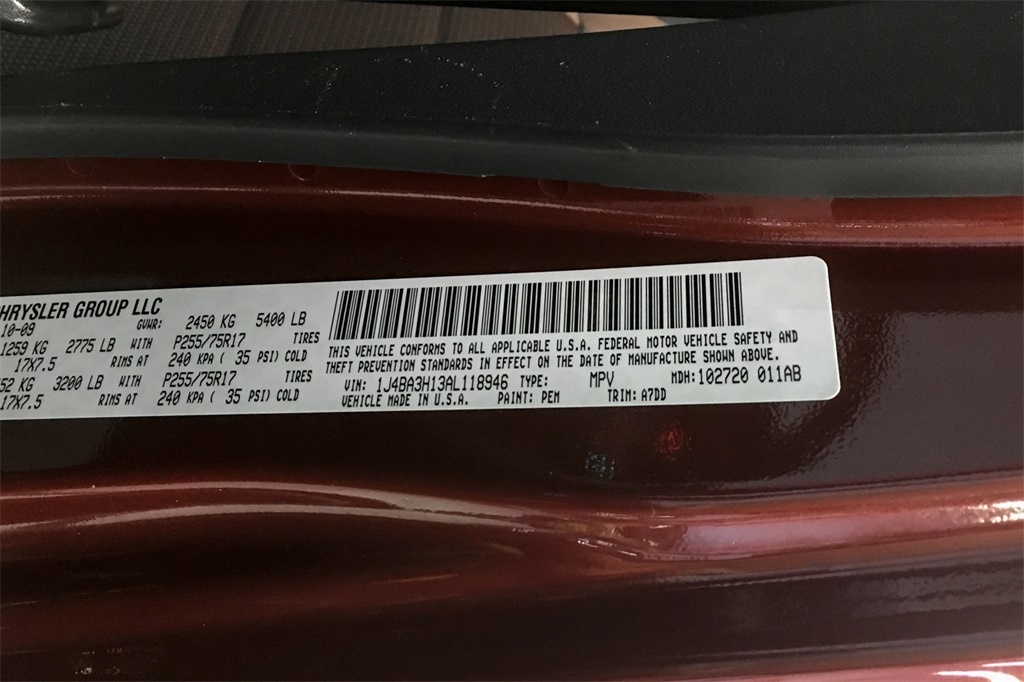 HRYSLER GROUP LLC
10-09 GVWR: 2450 KG 5400 LB
1259 KG 2775 LB WITH P255/75R17 TIRES
17X7.5 RIMS AT 240 KPA ( 35 PSI) COLD
52 KG 3200 LB WITH P255/75R17 TIRES
17X7.5 RIMS AT 240 KPA ( 35 PSI) COLD
THIS VEHICLE CONFORMS TO ALL APPLICABLE U.S.A. FEDERAL MOTOR VEHICLE SAFETY AND
THEFT PREVENTION STANDARDS IN EFFECT ON THE DATE OF MANUFACTURE SHOWN ABOVE.
VIN: 1J4BA3H13AL118946 TYPE: MPV MDH:102720 011AB
VEHICLE MADE IN U.S.A. PAINT: PEM TRIM: A7DD